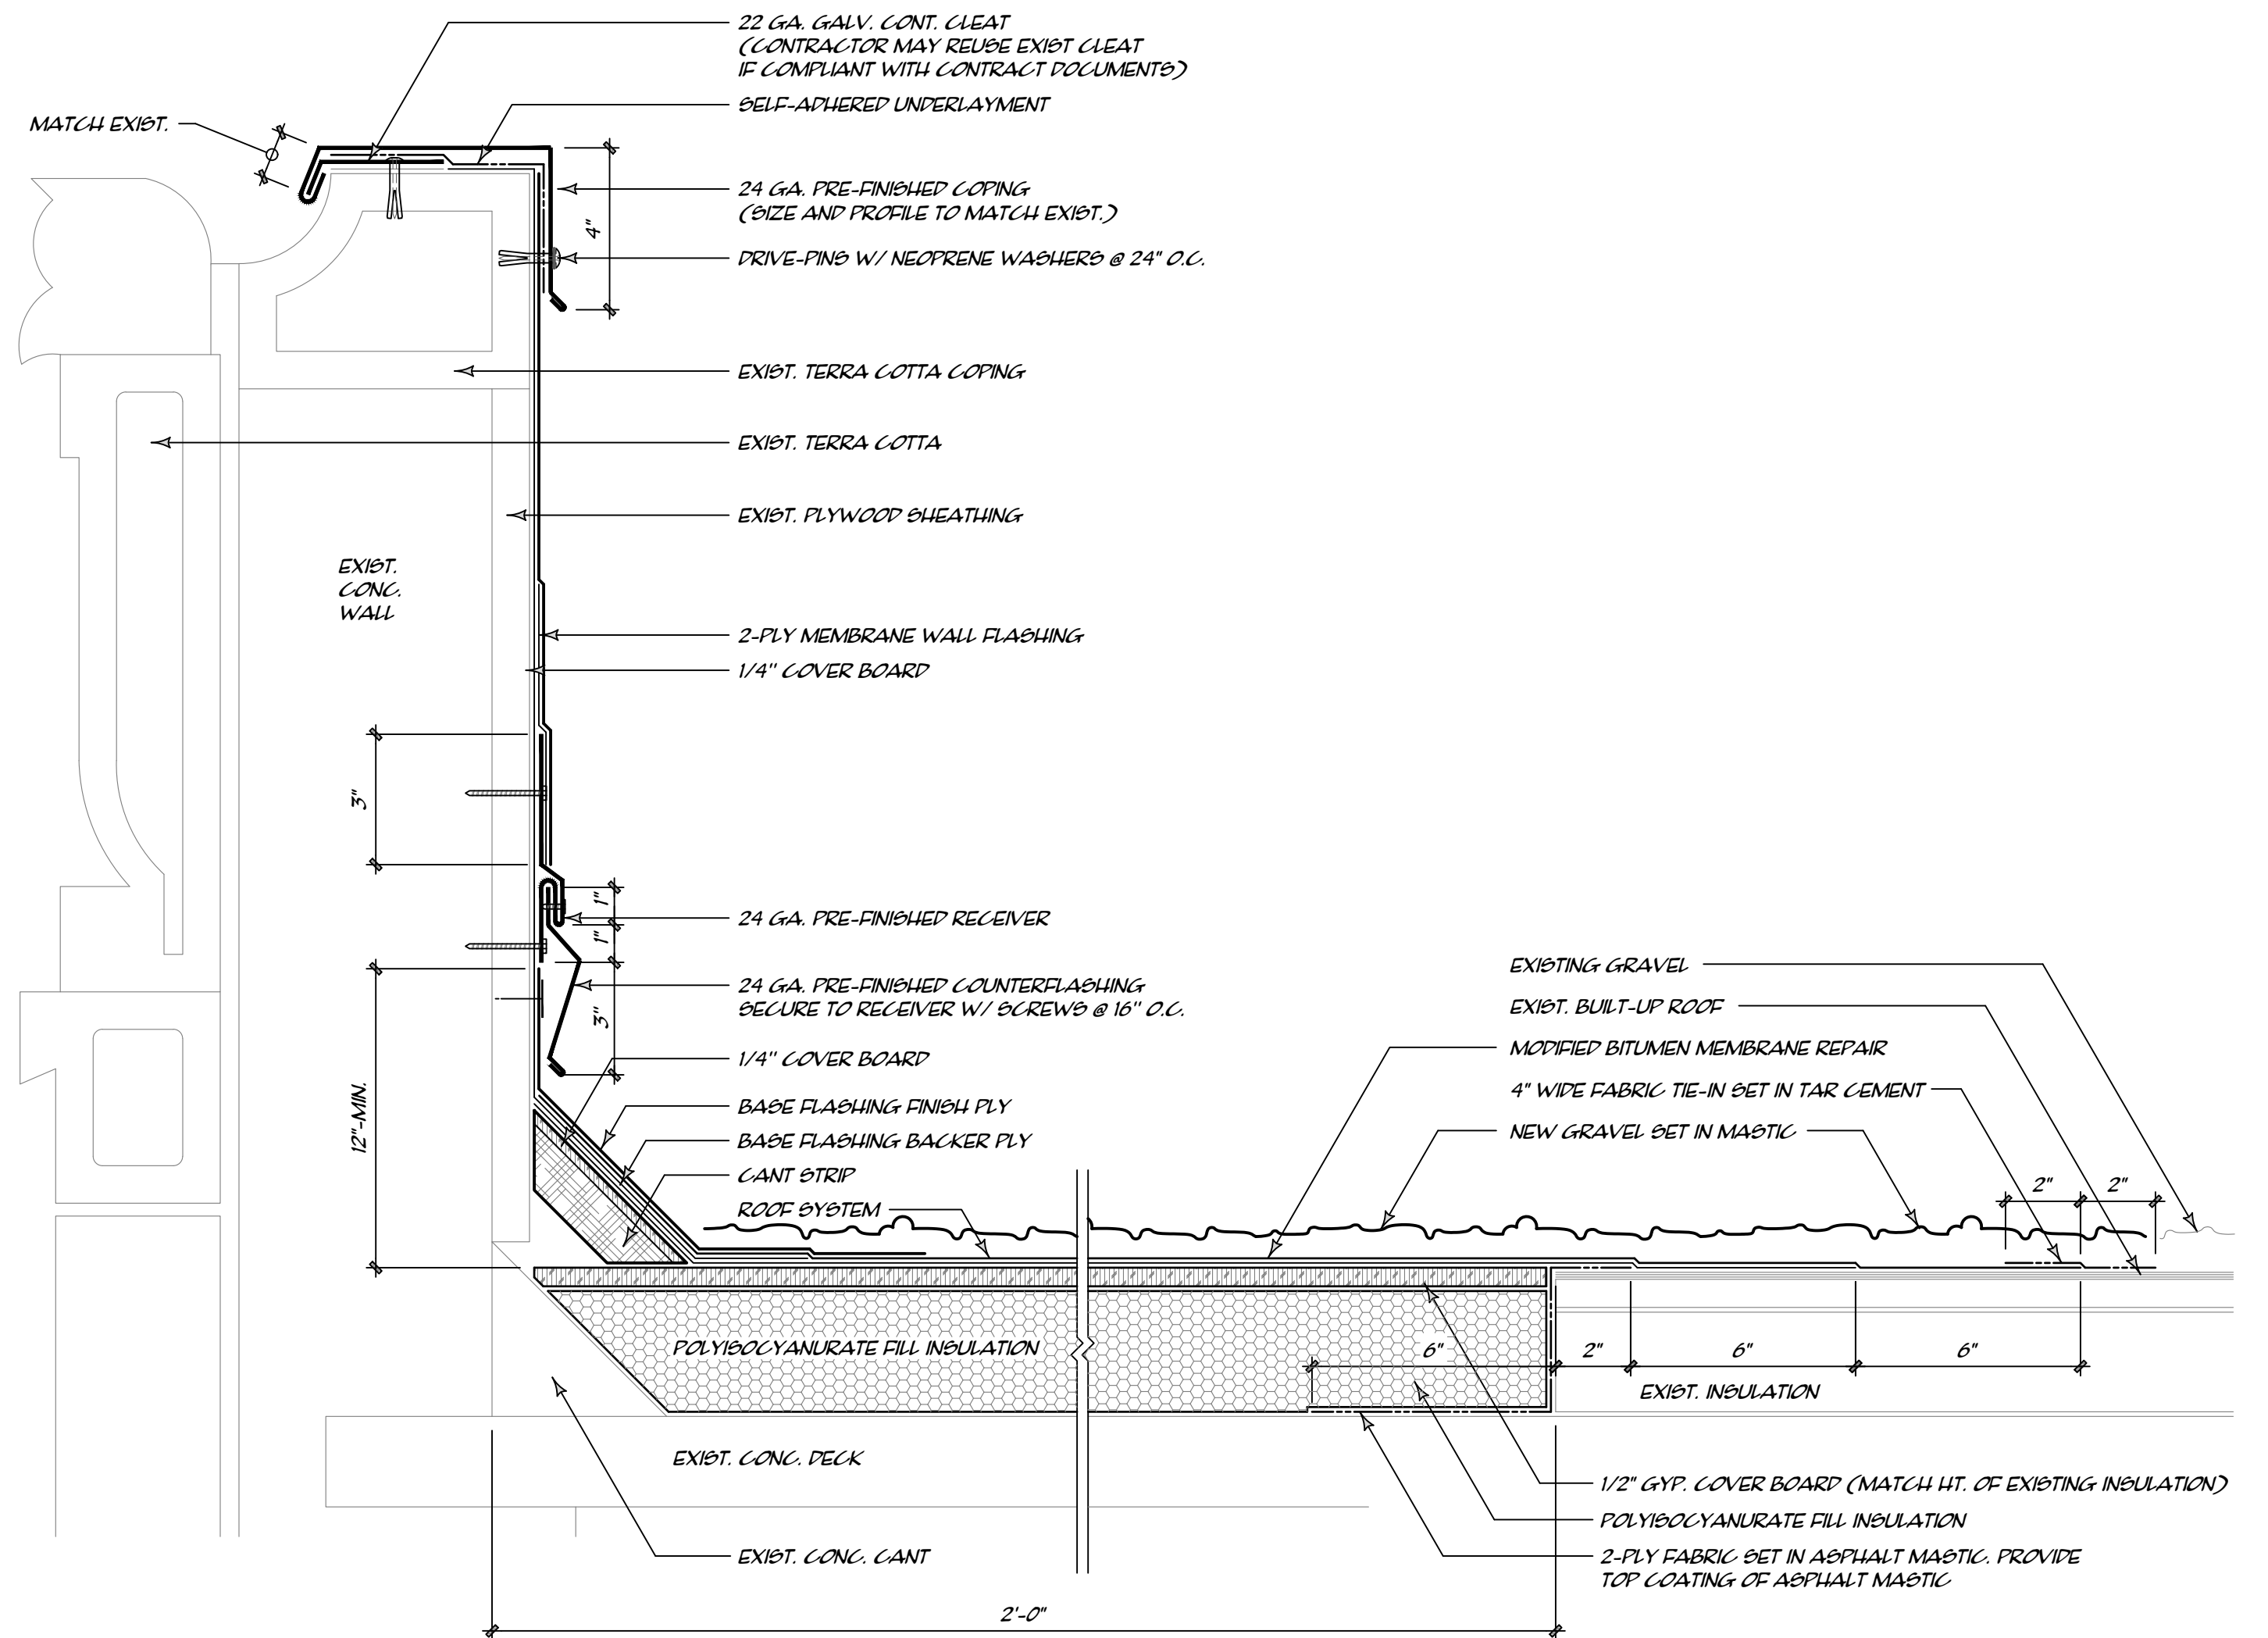 22 GA. GALV. CONT. CLEAT
(CONTRACTOR MAY REUSE EXIST CLEAT
IF COMPLIANT WITH CONTRACT DOCUMENTS)
SELF-ADHERED UNDERLAYMENT
MATCH EXIST.
24 GA. PRE-FINISHED COPING
(SIZE AND PROFILE TO MATCH EXIST.)
4"
DRIVE-PINS W/ NEOPRENE WASHERS @ 24" O.C.
EXIST. TERRA COTTA COPING
EXIST. TERRA COTTA
EXIST. PLYWOOD SHEATHING
EXIST.
CONC.
WALL
2-PLY MEMBRANE WALL FLASHING
1/4" COVER BOARD
3"
1"
24 GA. PRE-FINISHED RECEIVER
1"
24 GA. PRE-FINISHED COUNTERFLASHING
SECURE TO RECEIVER W/ SCREWS @ 16" O.C.
3"
1/4" COVER BOARD
12"-MIN.
BASE FLASHING FINISH PLY
BASE FLASHING BACKER PLY
CANT STRIP
ROOF SYSTEM
EXISTING GRAVEL
EXIST. BUILT-UP ROOF
MODIFIED BITUMEN MEMBRANE REPAIR
4" WIDE FABRIC TIE-IN SET IN TAR CEMENT
NEW GRAVEL SET IN MASTIC
2"
2"
POLYISOCYANURATE FILL INSULATION
6"
2"
6"
6"
EXIST. INSULATION
EXIST. CONC. DECK
1/2" GYP. COVER BOARD (MATCH HT. OF EXISTING INSULATION)
POLYISOCYANURATE FILL INSULATION
2-PLY FABRIC SET IN ASPHALT MASTIC. PROVIDE
TOP COATING OF ASPHALT MASTIC
EXIST. CONC. CANT
2'-0"